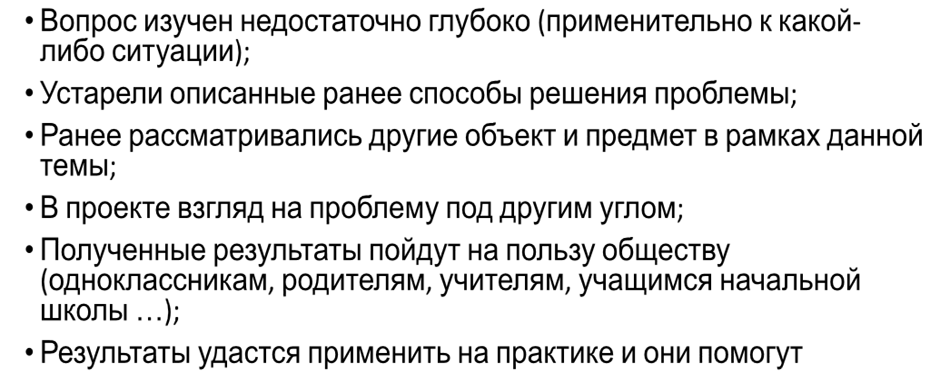 • Вопрос изучен недостаточно глубоко (применительно к какой-
либо ситуации);
• Устарели описанные ранее способы решения проблемы;
• Ранее рассматривались другие объект и предмет в рамках данной
темы;
• В проекте взгляд на проблему под другим углом;
• Полученные результаты пойдут на пользу обществу
(одноклассникам, родителям, учителям, учащимся начальной
школы …);
• Результаты удастся применить на практике и они помогут